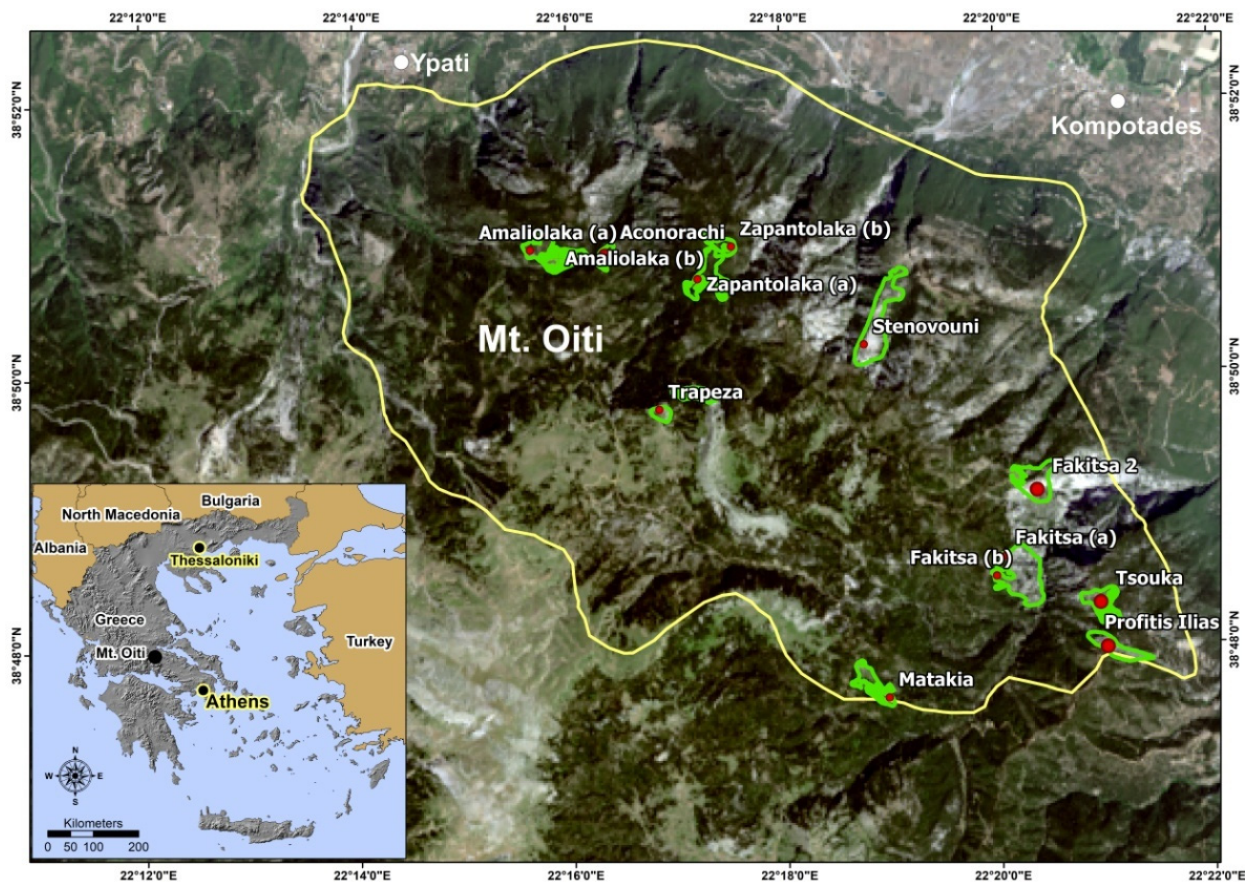 22°12'0"E
22°14'0"E
22°16'0"E
22°18'0"E
22°20'0"E
22°22'0"E
Ypati
Kompotades
38°52'0"N
38°52'0"N
Amaliolaka (a)
Aconorachi
Zapantolaka (b)
Amaliolaka (b)
Zapantolaka (a)
Stenovouni
Mt. Oiti
38°50'0"N
38°50'0"N
Trapeza
Fakitsa 2
Fakitsa (a)
Fakitsa (b)
Tsouka
Profitis Ilias
38°48'0"N
38°48'0"N
Matakia
Bulgaria
North Macedonia
Albania
Thessaloniki
Greece
Turkey
Mt. Oiti
Athens
N
W
E
S
Kilometers
0 50 100 200
22°12'0"E
22°14'0"E
22°16'0"E
22°18'0"E
22°20'0"E
22°22'0"E